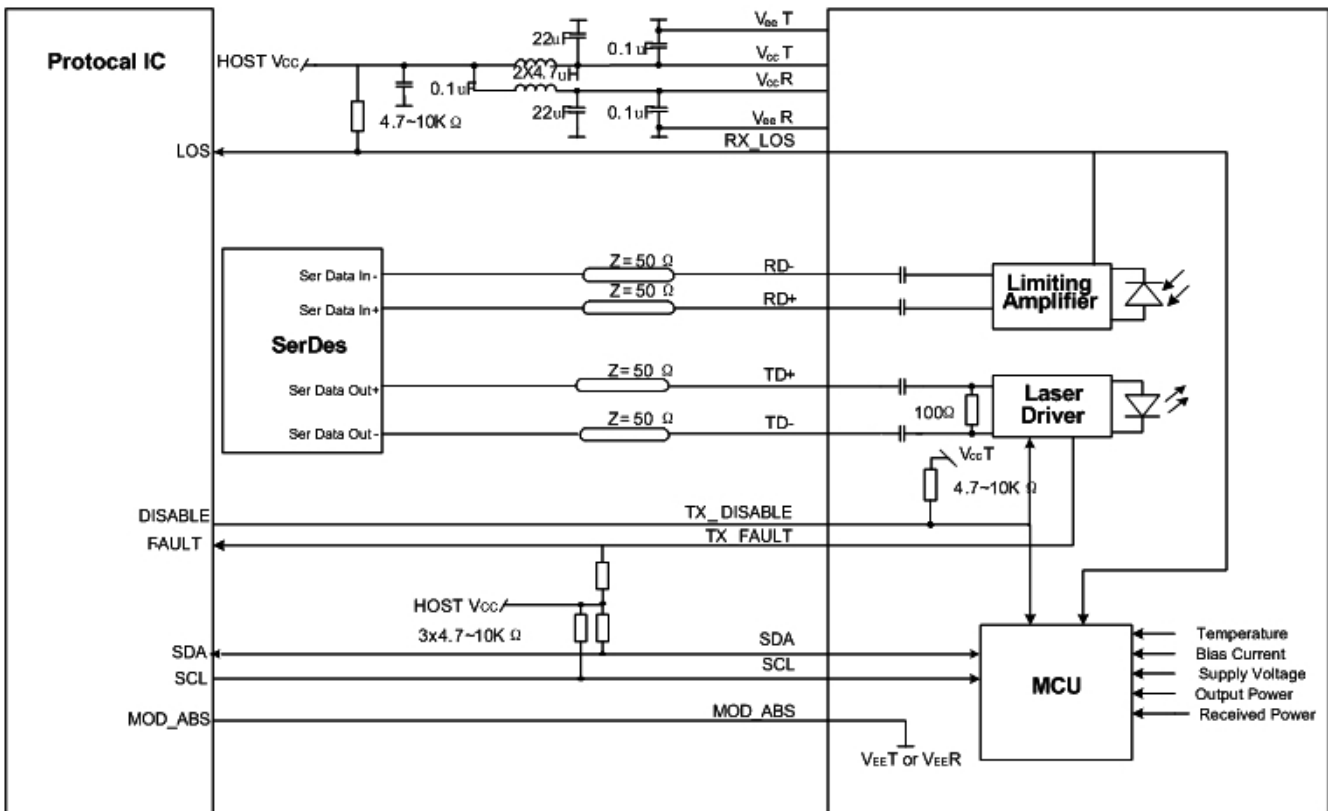 Protocal IC
HOST Vcc
22uF
0.1uF
VeeT
VccT
2X4.7uH
0.1uF
VccR
22uF
0.1uF
VeeR
4.7~10K Ω
LOS
RX_LOS
Ser Data In-
Z=50 Ω
RD-
Ser Data In+
Z=50 Ω
RD+
Limiting
Amplifier
SerDes
Ser Data Out+
Z=50 Ω
TD+
Ser Data Out-
Z=50 Ω
TD-
100Ω
Laser
Driver
VccT
4.7~10K Ω
DISABLE
TX_DISABLE
FAULT
TX_FAULT
HOST Vcc
3x4.7~10K Ω
SDA
SDA
SCL
SCL
MOD_ABS
MOD_ABS
VEET or VEER
MCU
Temperature
Bias Current
Supply Voltage
Output Power
Received Power